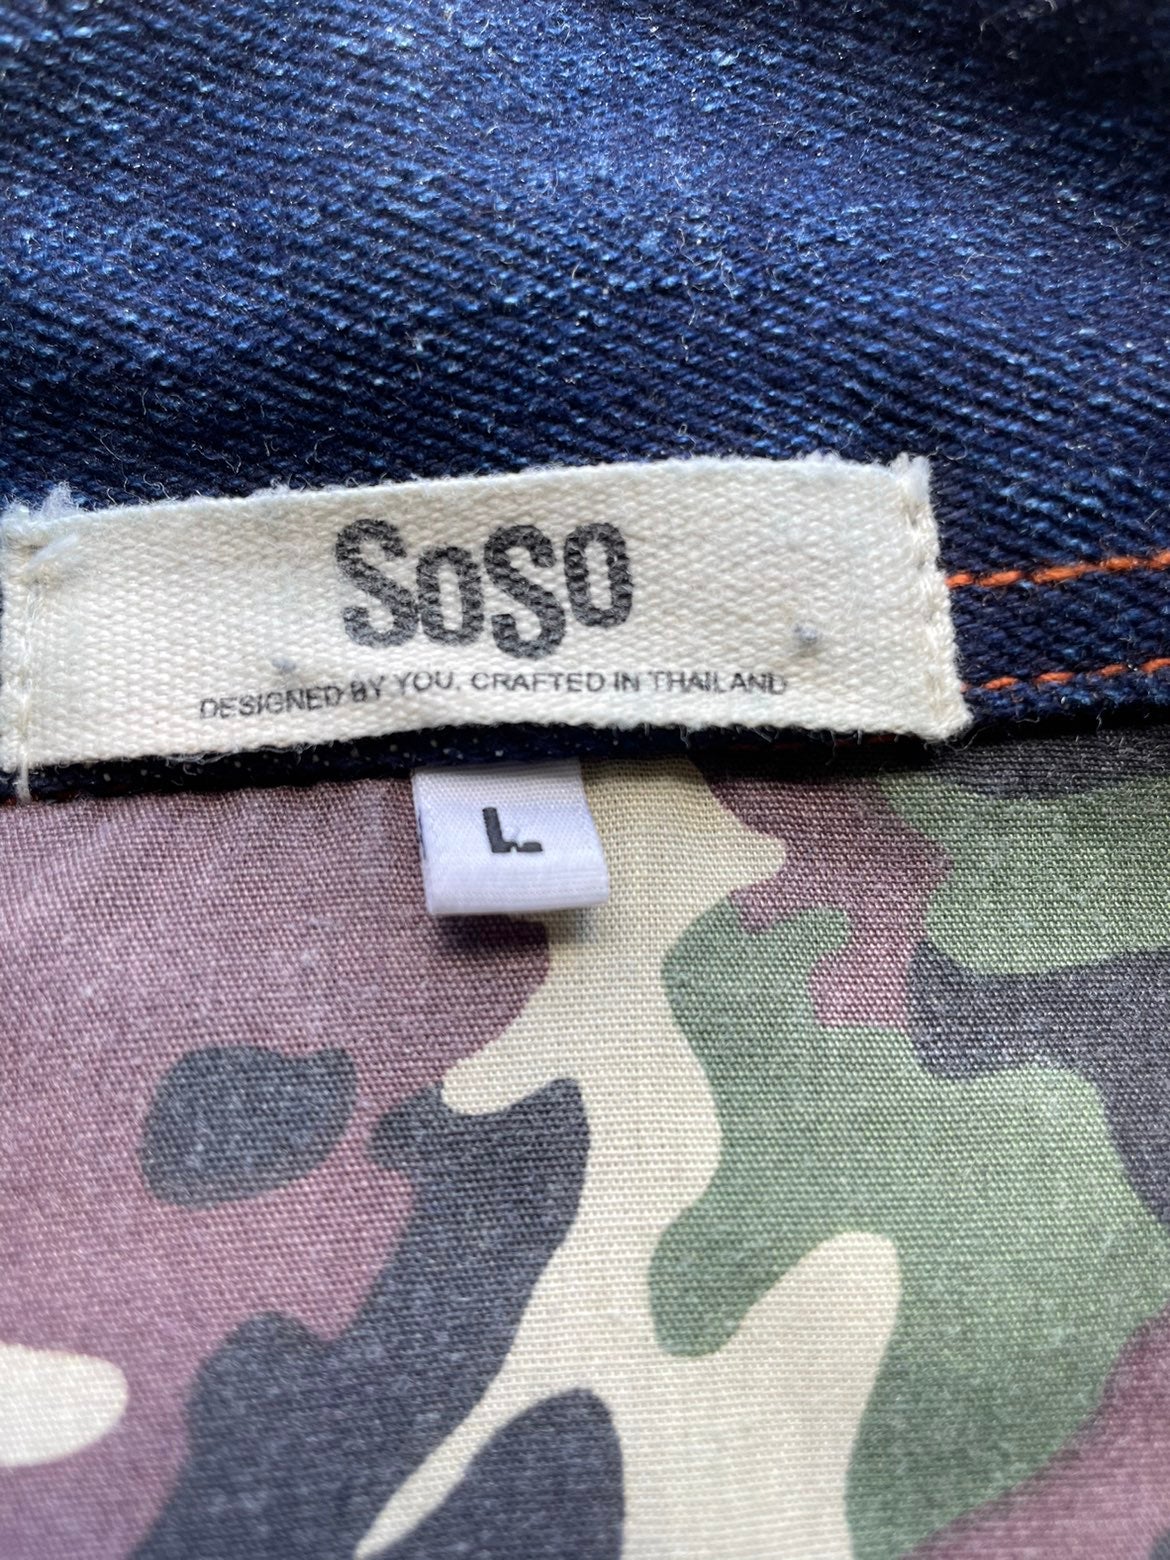 SOSO
DESIGNED BY YOU. CRAFTED IN THAILAND
L